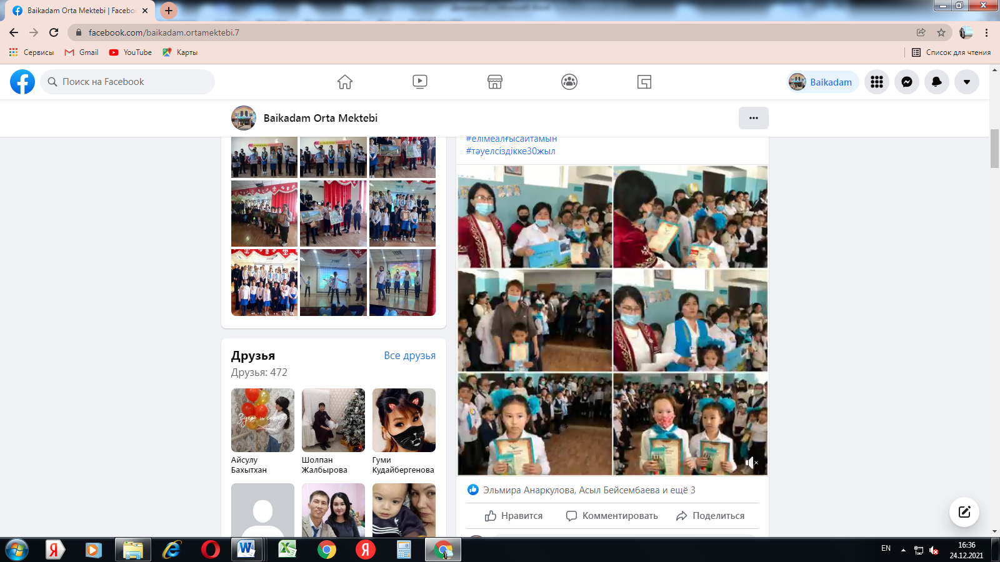 Baikadam Orta Mektebi | Facebo
facebook.com/baikadam.ortamektebi.7
Сервисы
Gmail
YouTube
Карты
Список для чтения
Поиск на Facebook
Baikadam
Baikadam Orta Mektebi
#елімеалғысайтамын
#тәуелсіздікке30жыл
Друзья
Все друзья
Друзья: 472
Здесь и сейчас
Айсулу
Бахытхан
Шолпан
Жалбырова
Гуми
Кудайбергенова
Эльмира Анаркулова, Асыл Бейсембаева и ещё 3
Нравится
Комментировать
Поделиться
EN
16:36
24.12.2021